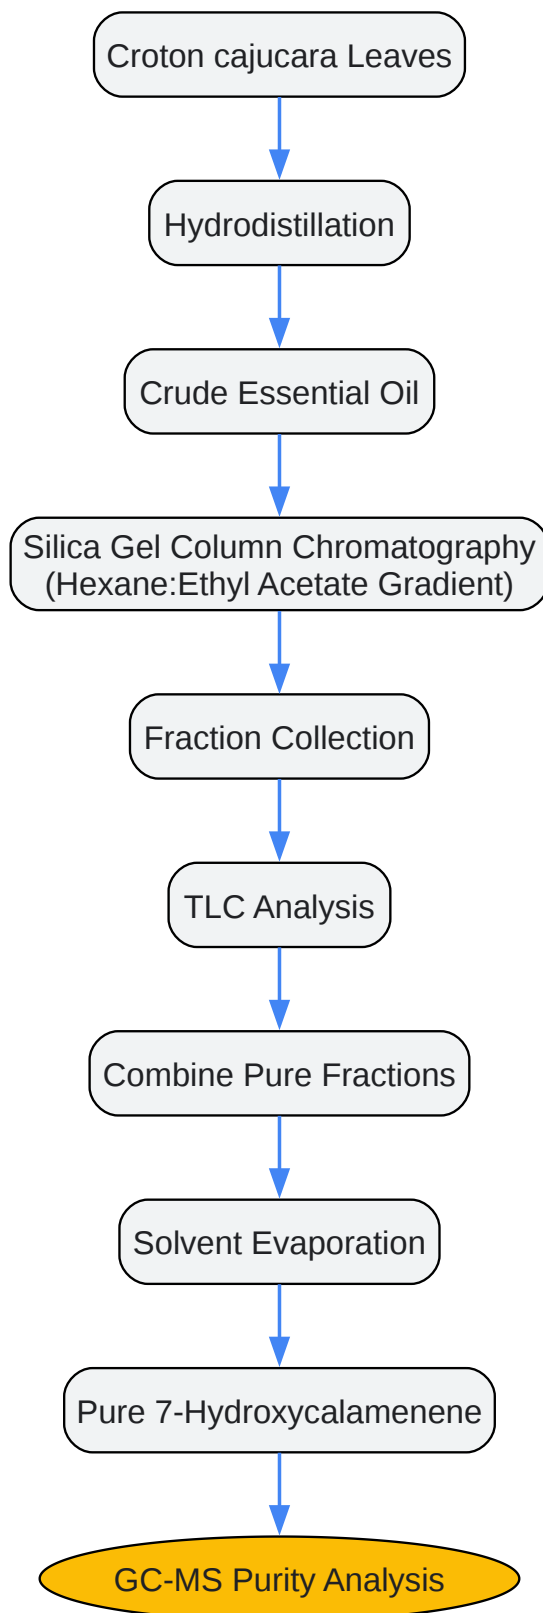 Croton cajucara Leaves
Hydrodistillation
Crude Essential Oil
Silica Gel Column Chromatography
(Hexane:Ethyl Acetate Gradient)
Fraction Collection
TLC Analysis
Combine Pure Fractions
Solvent Evaporation
Pure 7-Hydroxycalamenene
GC-MS Purity Analysis